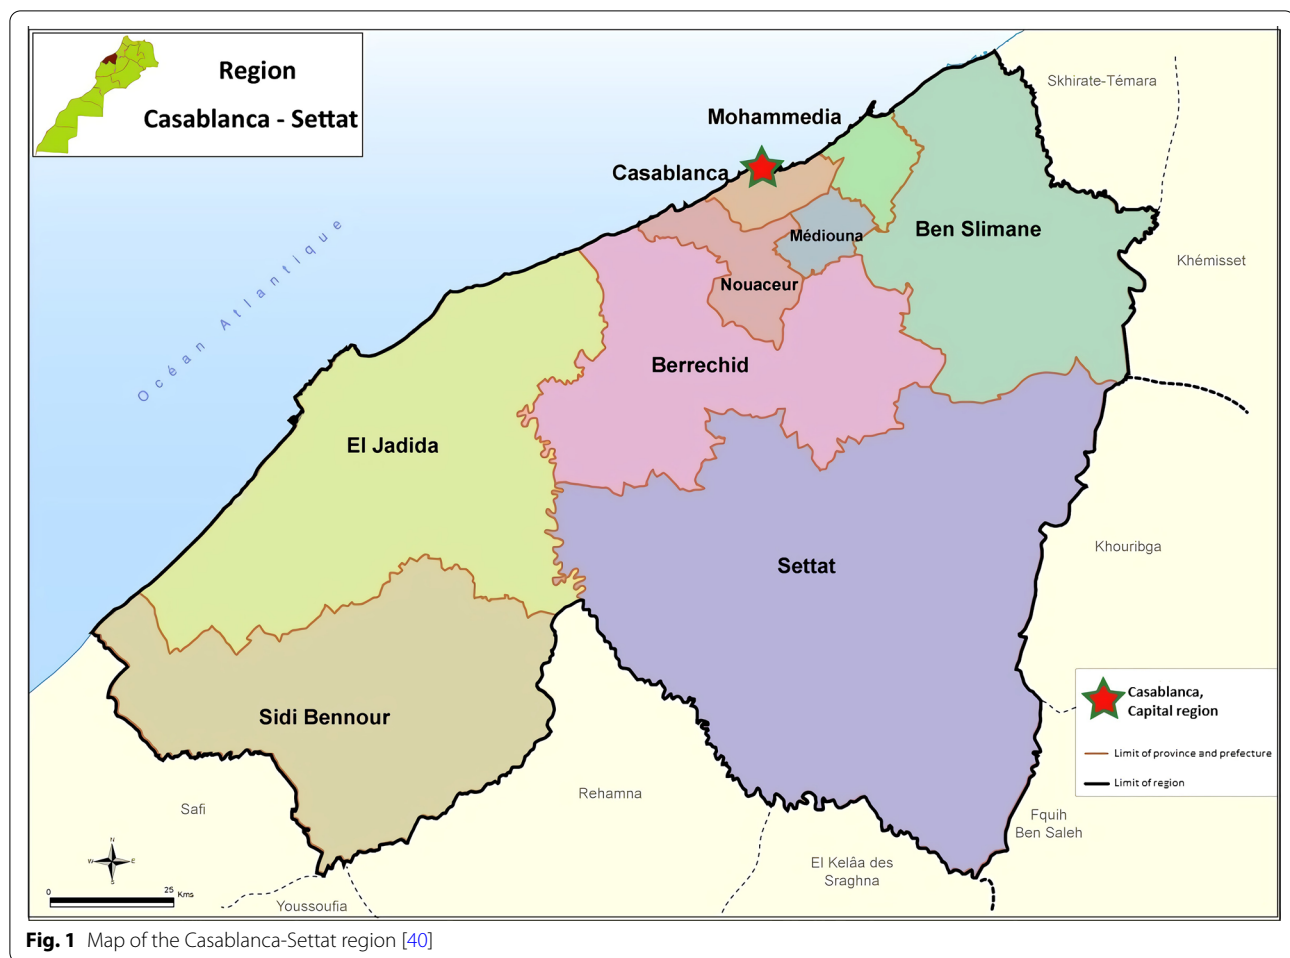 Region
Casablanca - Settat
Skhirate-Témara
Mohammedia
Casablanca
Médiouna
Ben Slimane
Khémisset
Océan Atlantique
Nouaceur
Berrechid
El Jadida
Khouribga
Settat
Casablanca,
Capital region
Sidi Bennour
Limit of province and prefecture
Limit of region
Rehamna
Safi
Fquih
Ben Saleh
N
W
E
S
El Kelâa des
Sraghna
0
25
Kms
Youssoufia
Fig. 1 Map of the Casablanca-Settat region [40]